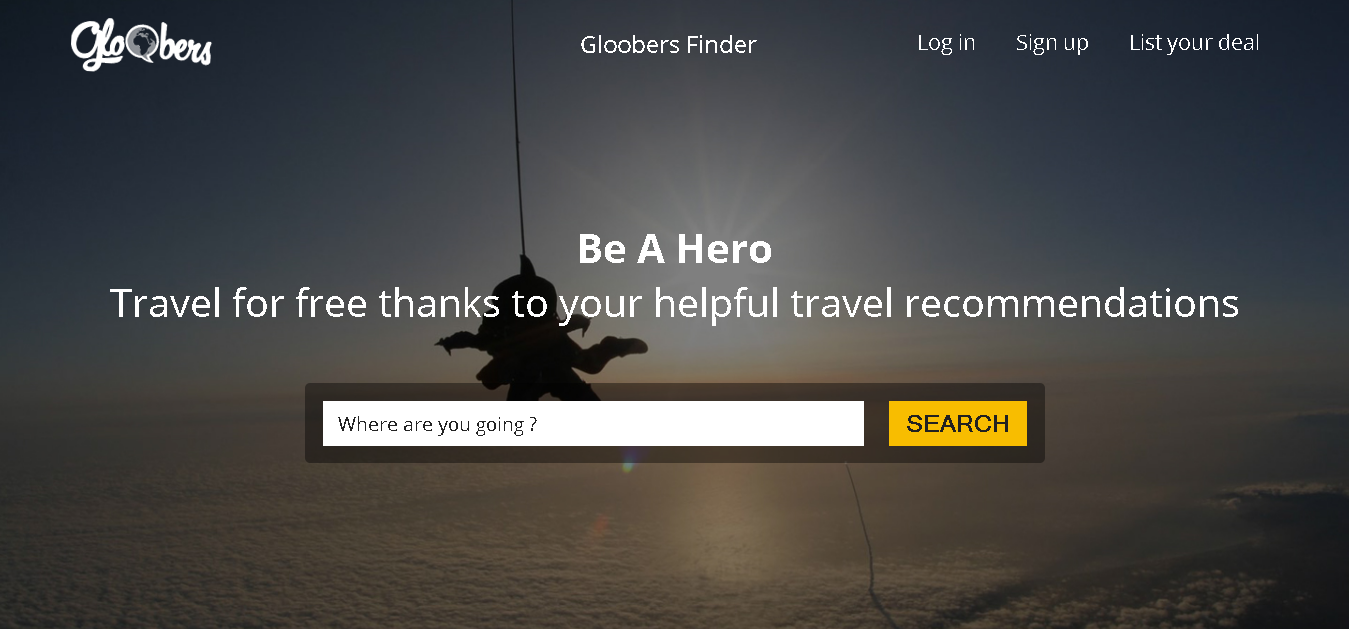 Gloobers
Gloobers Finder
Log in
Sign up
List your deal
Be A Hero
Travel for free thanks to your helpful travel recommendations
Where are you going ?
SEARCH